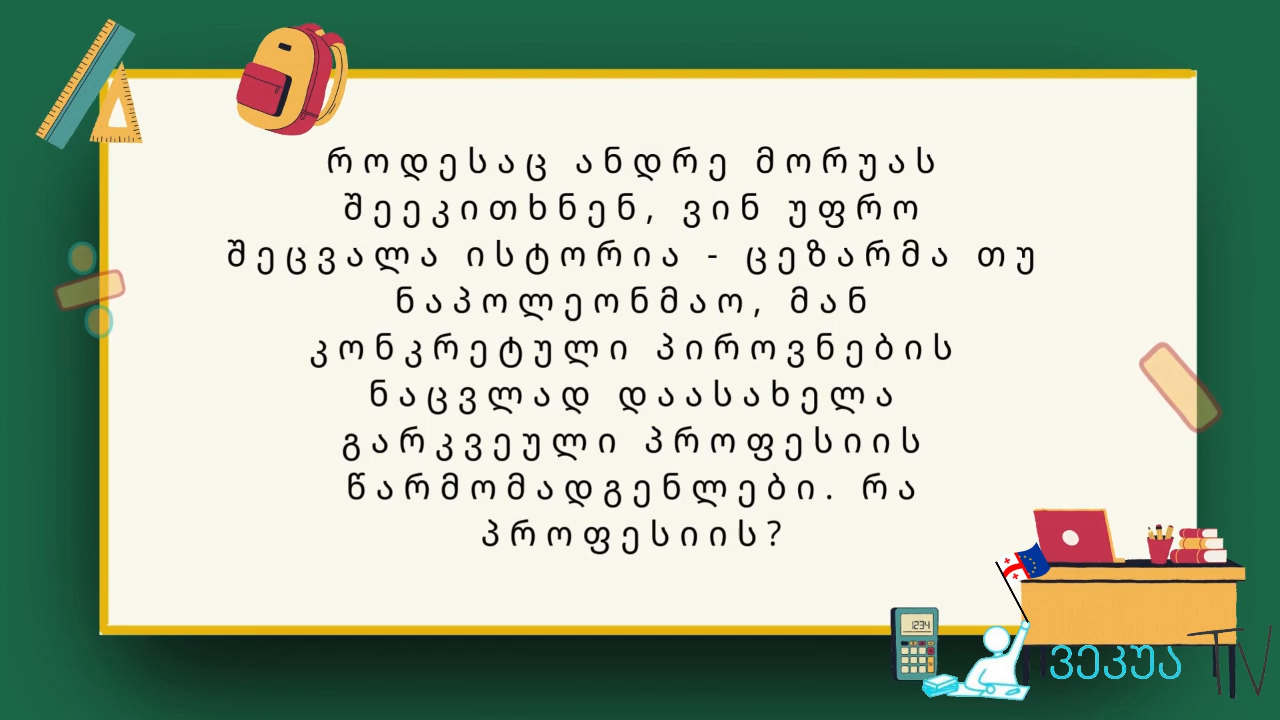 როდესაც ანდრე მორუას
შეეკითხნენ, ვინ უფრო
შეცვალა ისტორია - ცეზარმა თუ
ნაპოლეონმაო, მან
კონკრეტული პიროვნების
ნაცვლად დაასახელა
გარკვეული პროფესიის
წარმომადგენლები. რა
პროფესიის?
1234
ვეკუა TV